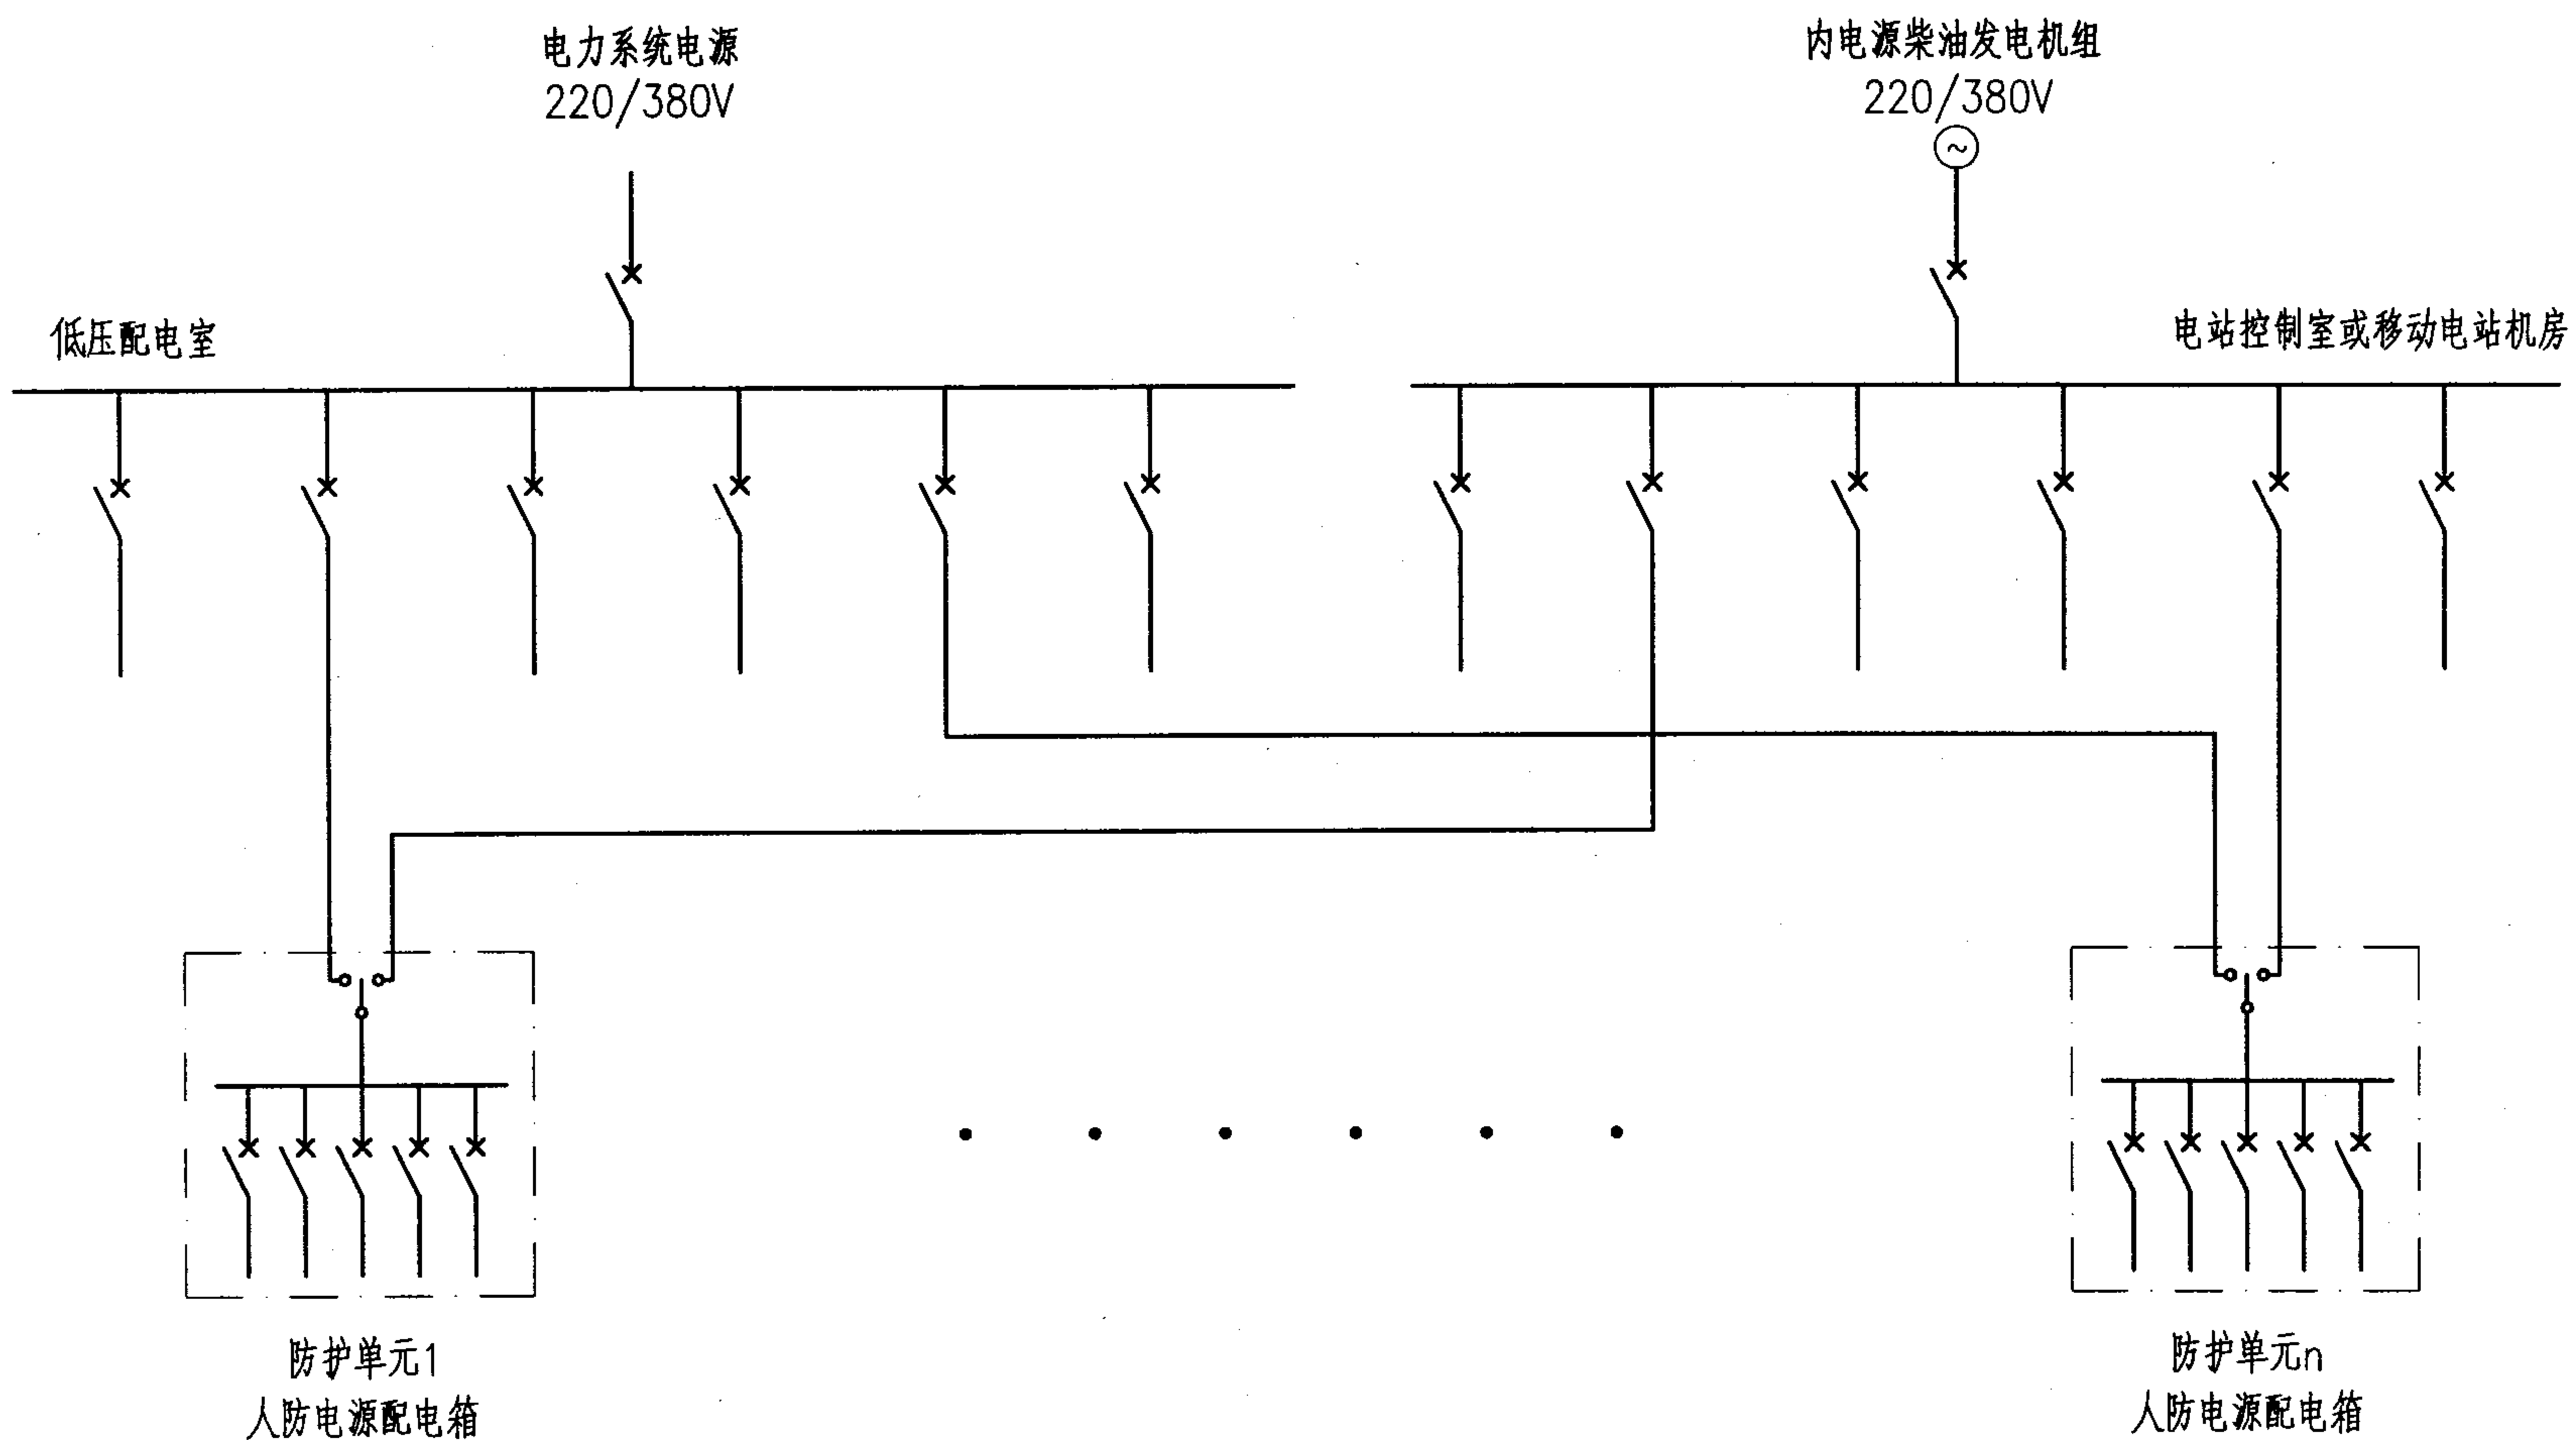 电力系统电源
220/380V
内电源柴油发电机组
220/380V
低压配电室
电站控制室或移动电站机房
防护单元1
人防电源配电箱
防护单元n
人防电源配电箱